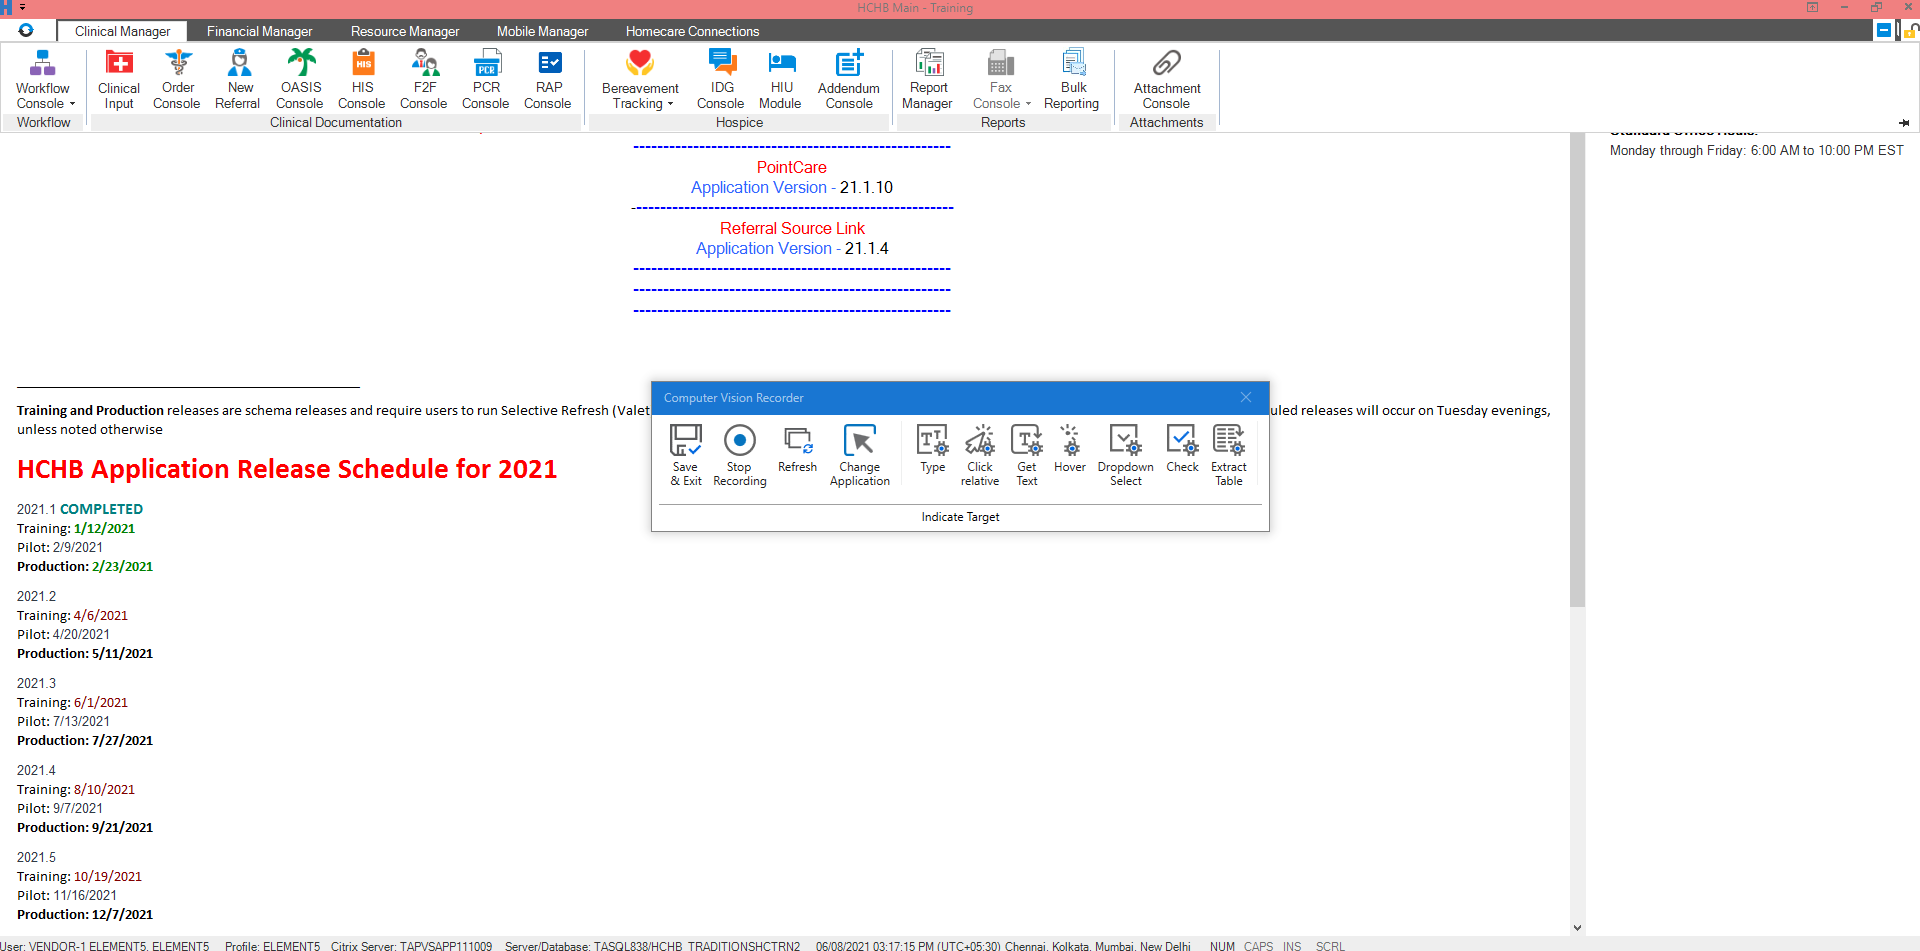 HCHB Main - Training
Clinical Manager Financial Manager Resource Manager Mobile Manager Homecare Connections
Workflow Console
Clinical Input
Order Console
New Referral
OASIS Console
HIS
HIS Console
F2F Console
PCR
PCR Console
RAP Console
Bereavement Tracking
IDG Console
HIU Module
Addendum Console
Report Manager
Fax Console
Bulk Reporting
Attachment Console
Workflow Clinical Documentation Hospice Reports Attachments
Monday through Friday: 6:00 AM to 10:00 PM EST
-----------------------------------------------------
PointCare
Application Version - 21.1.10
------------------------------------------------------
Referral Source Link
Application Version - 21.1.4
-----------------------------------------------------
-----------------------------------------------------
-----------------------------------------------------
Training and Production releases are schema releases and require users to run Selective Refresh (Valet
uled releases will occur on Tuesday evenings,
unless noted otherwise
Computer Vision Recorder
Save & Exit
Stop Recording
Refresh
Change Application
Type
Click relative
Get Text
Hover
Dropdown Select
Check
Extract Table
Indicate Target
HCHB Application Release Schedule for 2021
2021.1 COMPLETED
Training: 1/12/2021
Pilot: 2/9/2021
Production: 2/23/2021
2021.2
Training: 4/6/2021
Pilot: 4/20/2021
Production: 5/11/2021
2021.3
Training: 6/1/2021
Pilot: 7/13/2021
Production: 7/27/2021
2021.4
Training: 8/10/2021
Pilot: 9/7/2021
Production: 9/21/2021
2021.5
Training: 10/19/2021
Pilot: 11/16/2021
Production: 12/7/2021
User: VENDOR-1 ELEMENT5, ELEMENT5 Profile: ELEMENT5 Citrix Server: TAPVSAPP111009 Server/Database: TASQL838/HCHB_TRADITIONSHCTRN2 06/08/2021 03:17:15 PM (UTC+05:30) Chennai, Kolkata, Mumbai, New Delhi NUM CAPS INS SCRL